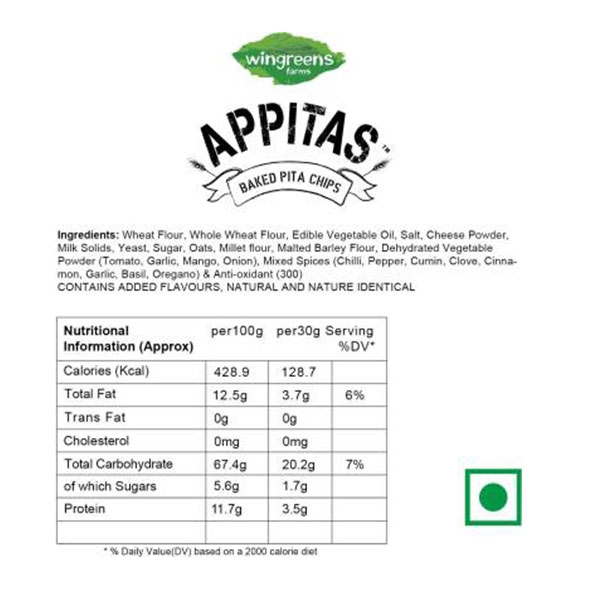 wingreens
farms
APPITAS™
BAKED PITA CHIPS
Ingredients: Wheat Flour, Whole Wheat Flour, Edible Vegetable Oil, Salt, Cheese Powder,
Milk Solids, Yeast, Sugar, Oats, Millet flour, Malted Barley Flour, Dehydrated Vegetable
Powder (Tomato, Garlic, Mango, Onion), Mixed Spices (Chilli, Pepper, Cumin, Clove, Cinna-
mon, Garlic, Basil, Oregano) & Anti-oxidant (300)
CONTAINS ADDED FLAVOURS, NATURAL AND NATURE IDENTICAL
Nutritional per100g per30g Serving
Information (Approx) %DV*
Calories (Kcal) 428.9 128.7
Total Fat 12.5g 3.7g 6%
Trans Fat 0g 0g
Cholesterol 0mg 0mg
Total Carbohydrate 67.4g 20.2g 7%
of which Sugars 5.6g 1.7g
Protein 11.7g 3.5g
* % Daily Value(DV) based on a 2000 calorie diet